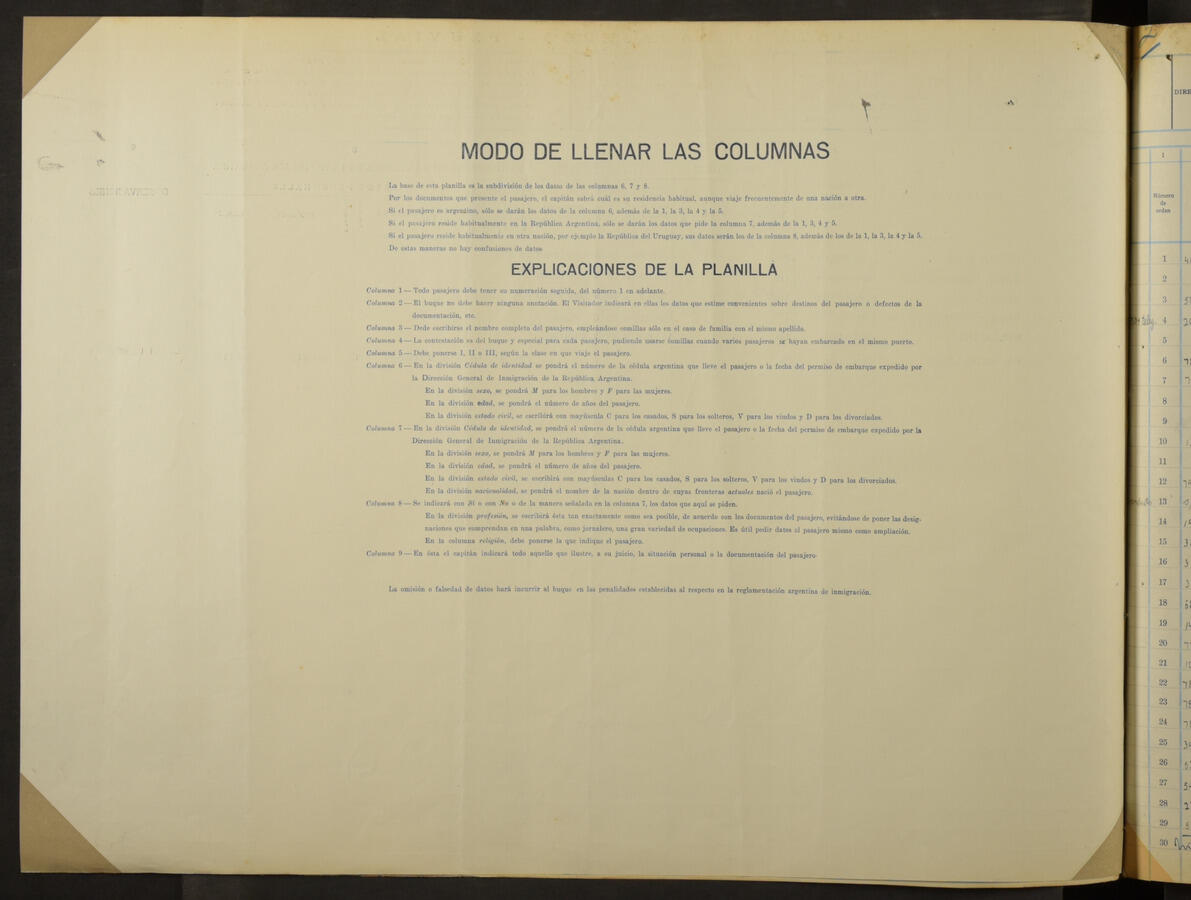 MODO DE LLENAR LAS COLUMNAS
La base de esta planilla es la subdivisión de los datos de las columnas 6, 7 y 8.
Por los documentos que presente el pasajero, el capitán sabrá cuál es su residencia habitual, aunque viaje frecuentemente de una nación a otra.
Si el pasajero es argentino, sólo se darán los datos de la columna 6, además de la 1, la 3, la 4 y la 5.
Si el pasajero reside habitualmente en la República Argentina, sólo se darán los datos que pide la columna 7, además de la 1, 3, 4 y 5.
Si el pasajero reside habitualmente en otra nación, por ejemplo la República del Uruguay, sus datos serán los de la columna 8, además de los de la 1, la 3, la 4 y la 5.
De estas maneras no hay confusiones de datos
EXPLICACIONES DE LA PLANILLA
Columna 1 — Todo pasajero debe tener su numeración seguida, del número 1 en adelante.
Columna 2 — El buque no debe hacer ninguna anotación. El Visitador indicará en ellas los datos que estime convenientes sobre destinos del pasajero o defectos de la
documentación, etc.
Columna 3 — Dede escribirse el nombre completo del pasajero, empleándose comillas sólo en el caso de familia con el mismo apellido.
Columna 4 — La contestación es del buque y especial para cada pasajero, pudiendo usarse comillas cuando varios pasajeros se hayan embarcado en el mismo puerto.
Columna 5 — Debe ponerse I, II o III, según la clase en que viaje el pasajero.
Columna 6 — En la división Cédula de identidad se pondrá el número de la cédula argentina que lleve el pasajero o la fecha del permiso de embarque expedido por
la Dirección General de Inmigración de la República Argentina.
En la división sexo, se pondrá M para los hombres y F para las mujeres.
En la división edad, se pondrá el número de años del pasajero.
En la división estado civil, se escribirá con mayúscula C para los casados, S para los solteros, V para los viudos y D para los divorciados.
Columna 7 — En la división Cédula de identidad, se pondrá el número de la cédula argentina que lleve el pasajero o la fecha del permiso de embarque expedido por la
Dirección General de Inmigración de la República Argentina.
En la división sexo, se pondrá M para los hombres y F para las mujeres.
En la división edad, se pondrá el número de años del pasajero.
En la división estado civil, se escribirá con mayúsculas C para los casados, S para los solteros, V para los viudos y D para los divorciados.
En la división nacionalidad, se pondrá el nombre de la nación dentro de cuyas fronteras actuales nació el pasajero.
Columna 8 — Se indicará con Sí o con No o de la manera señalada en la columna 7, los datos que aquí se piden.
En la división profesión, se escribirá ésta tan exactamente como sea posible, de acuerdo con los documentos del pasajero, evitándose de poner las desig-
naciones que comprendan en una palabra, como jornalero, una gran variedad de ocupaciones. Es útil pedir datos al pasajero mismo como ampliación.
En la columna religión, debe ponerse la que indique el pasajero.
Columna 9 — En ésta el capitán indicará todo aquello que ilustre, a su juicio, la situación personal o la documentación del pasajero.
La omisión o falsedad de datos hará incurrir al buque en las penalidades establecidas al respecto en la reglamentación argentina de inmigración.
DIRE
1
Número
de
orden
1
2
3
4
5
6
7
8
9
10
11
12
13
14
15
16
17
18
19
20
21
22
23
24
25
26
27
28
29
30